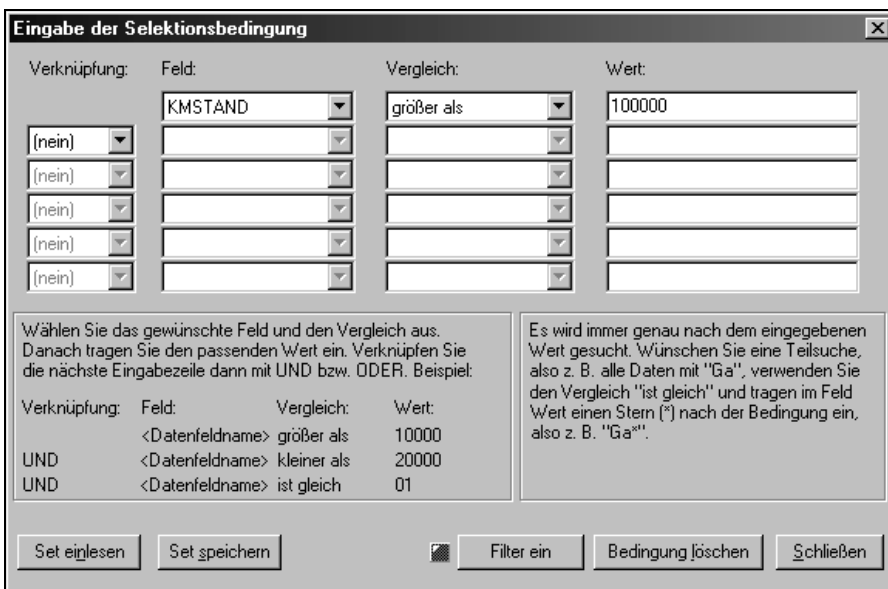 Eingabe der Selektionsbedingung
Verknüpfung: Feld: Vergleich: Wert:
KMSTAND größer als 100000
(nein)
(nein)
(nein)
(nein)
(nein)
Wählen Sie das gewünschte Feld und den Vergleich aus.
Danach tragen Sie den passenden Wert ein. Verknüpfen Sie
die nächste Eingabezeile dann mit UND bzw. ODER. Beispiel:
Verknüpfung: Feld: Vergleich: Wert:
<Datenfeldname> größer als 10000
UND <Datenfeldname> kleiner als 20000
UND <Datenfeldname> ist gleich 01
Es wird immer genau nach dem eingegebenen
Wert gesucht. Wünschen Sie eine Teilsuche,
also z. B. alle Daten mit "Ga", verwenden Sie
den Vergleich "ist gleich" und tragen im Feld
Wert einen Stern (*) nach der Bedingung ein,
also z. B. "Ga*".
Set einlesen Set speichern Filter ein Bedingung löschen Schließen